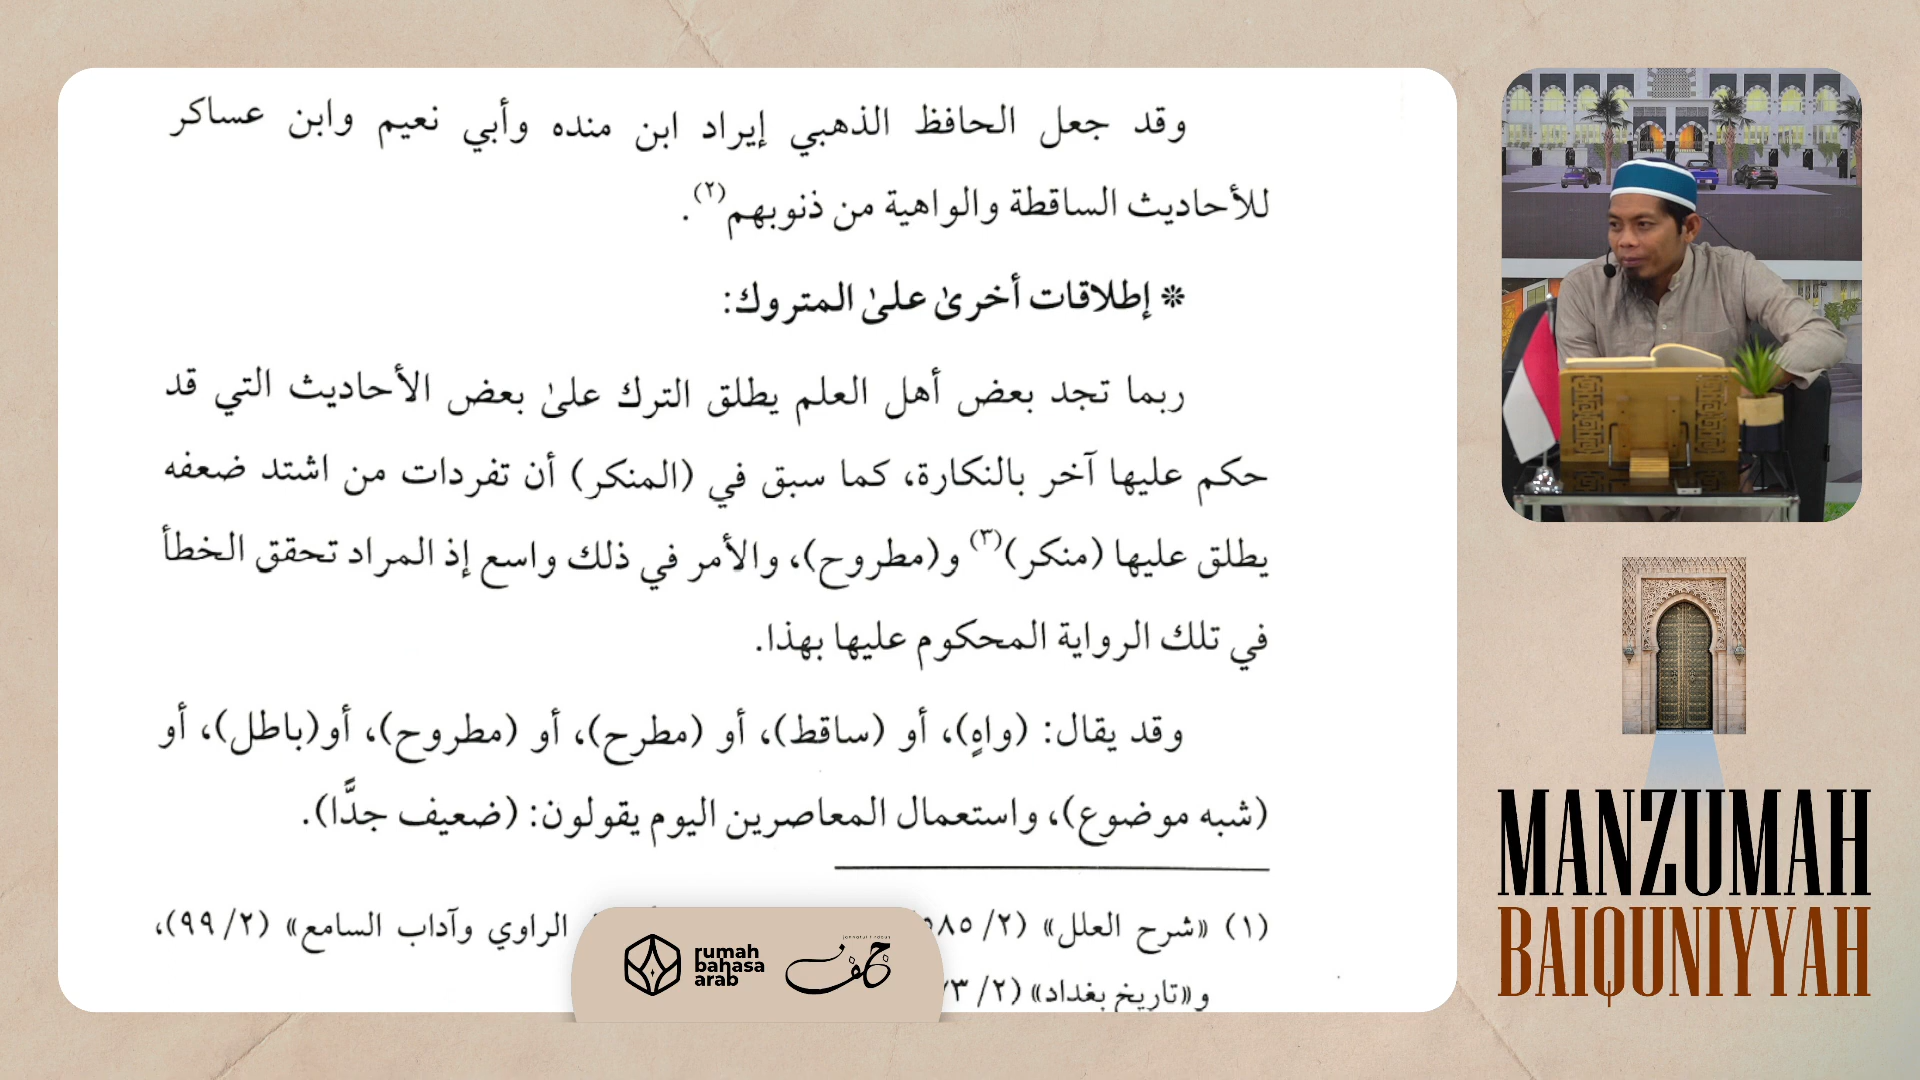 وقد جعل الحافظ الذهبي إيراد ابن منده وأبي نعيم وابن عساكر
للأحاديث الساقطة والواهية من ذنوبهم(٢).
❊ إطلاقات أخرىٰ علىٰ المتروك:
ربما تجد بعض أهل العلم يطلق الترك علىٰ بعض الأحاديث التي قد
حكم عليها آخر بالنكارة، كما سبق في (المنكر) أن تفردات من اشتد ضعفه
يطلق عليها (منكر)(٣) و(مطروح)، والأمر في ذلك واسع إذ المراد تحقق الخطأ
في تلك الرواية المحكوم عليها بهذا.
وقد يقال: (واهٍ)، أو (ساقط)، أو (مطرح)، أو (مطروح)، أو(باطل)، أو
(شبه موضوع)، واستعمال المعاصرين اليوم يقولون: (ضعيف جدًّا).
(١) «شرح العلل» (٢/ ٥٨٥ الراوي وآداب السامع» (٢/ ٩٩)،
و«تاريخ بغداد» (٢/
rumah
bahasa
arab
MANZUMAH
BAIQUNIYYAH